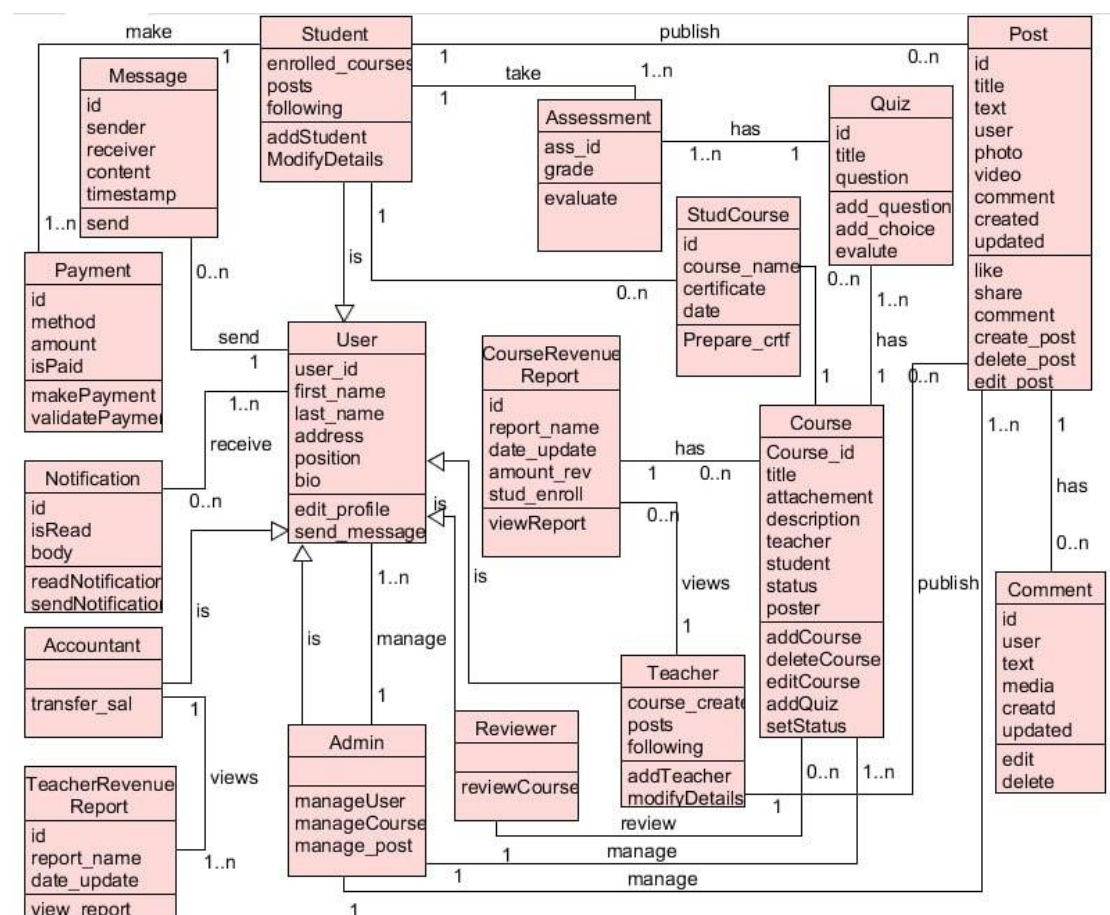 make
1
Student
enrolled_courses
posts
following
addStudent
ModifyDetails
publish
1
0..n
Post
id
title
text
user
photo
video
comment
created
updated
like
share
comment
create_post
delete_post
edit_post
Message
id
sender
receiver
content
timestamp
send
take
1
1..n
Assessment
ass_id
grade
evaluate
has
1..n
1
Quiz
id
title
question
add_question
add_choice
evalute
StudCourse
id
course_name
certificate
date
Prepare_crtf
1
0..n
0..n
1
1..n
has
1
0..n
1..n
Payment
id
method
amount
isPaid
makePayment
validatePaymer
0..n
send
1
is
User
user_id
first_name
last_name
address
position
bio
edit_profile
send_message
CourseRevenue
Report
id
report_name
date_update
amount_rev
stud_enroll
viewReport
has
1
0..n
Course
Course_id
title
attachement
description
teacher
student
status
poster
addCourse
deleteCourse
editCourse
addQuiz
setStatus
1..n
1
has
0..n
Comment
id
user
text
media
creatd
updated
edit
delete
1..n
receive
0..n
Notification
id
isRead
body
readNotification
sendNotification
is
is
0..n
views
1
publish
Accountant
transfer_sal
is
is
1..n
manage
1
1
views
1..n
Teacher
course_create
posts
following
addTeacher
modifyDetails
1
Reviewer
reviewCourse
Admin
manageUser
manageCourse
manage_post
TeacherRevenue
Report
id
report_name
date_update
view_report
0..n
1..n
review
1
manage
1
manage
1